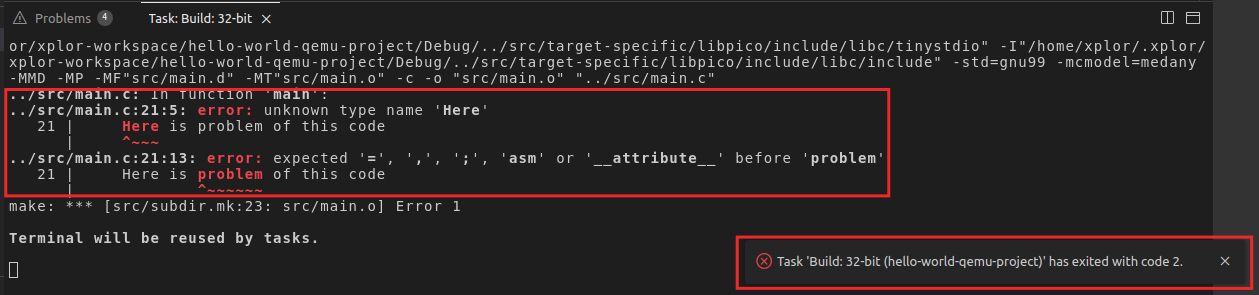 Problems 4 Task: Build: 32-bit ×
or/xplor-workspace/hello-world-qemu-project/Debug/../src/target-specific/libpico/include/libc/tinystdio" -I"/home/xplor/.xplor/
xplor-workspace/hello-world-qemu-project/Debug/../src/target-specific/libpico/include/libc/include" -std=gnu99 -mcmodel=medany
-MMD -MP -MF"src/main.d" -MT"src/main.o" -c -o "src/main.o" "../src/main.c"
../src/main.c: In function 'main':
../src/main.c:21:5: error: unknown type name 'Here'
21 | Here is problem of this code
| ^~~~
../src/main.c:21:13: error: expected '=', ',', ';', 'asm' or '__attribute__' before 'problem'
21 | Here is problem of this code
| ^~~~~~~
make: *** [src/subdir.mk:23: src/main.o] Error 1
Terminal will be reused by tasks.
Task 'Build: 32-bit (hello-world-qemu-project)' has exited with code 2. ×